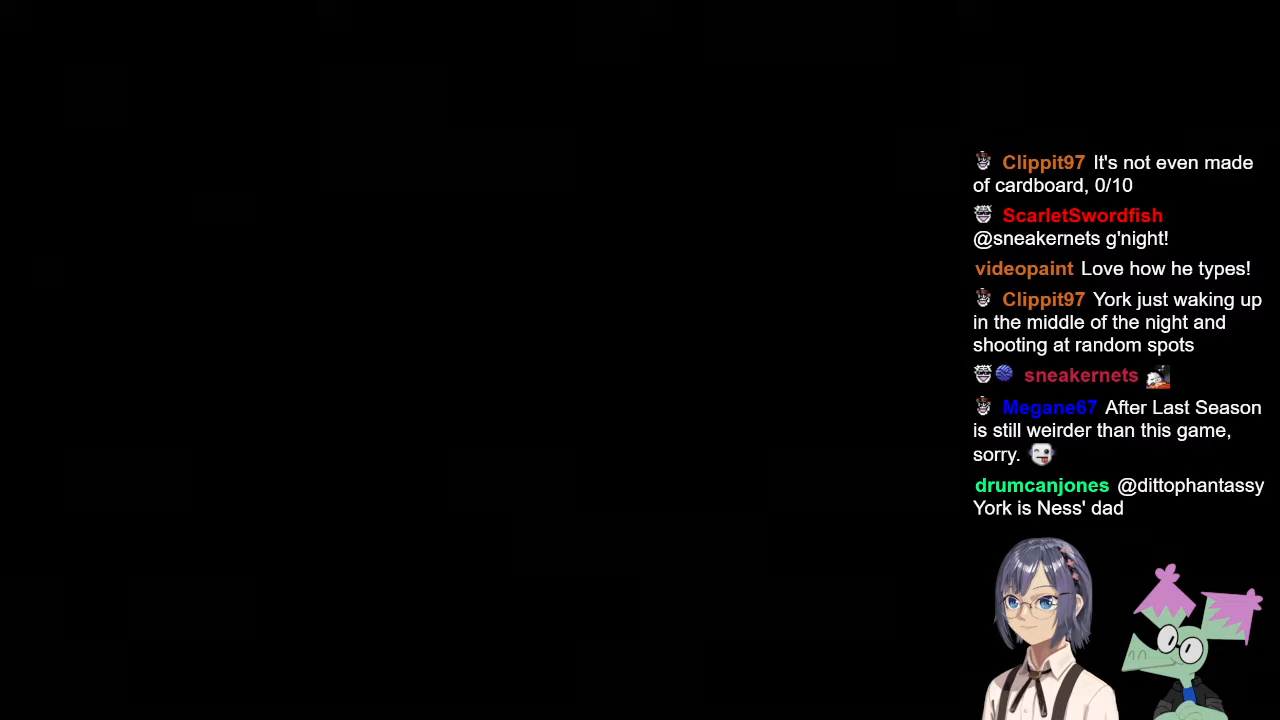 Clippit97 It's not even made
of cardboard, 0/10
ScarletSwordfish
@sneakernets g'night!
videopaint Love how he types!
Clippit97 York just waking up
in the middle of the night and
shooting at random spots
sneakernets
Megane67 After Last Season
is still weirder than this game,
sorry.
drumcanjones @dittophantassy
York is Ness' dad